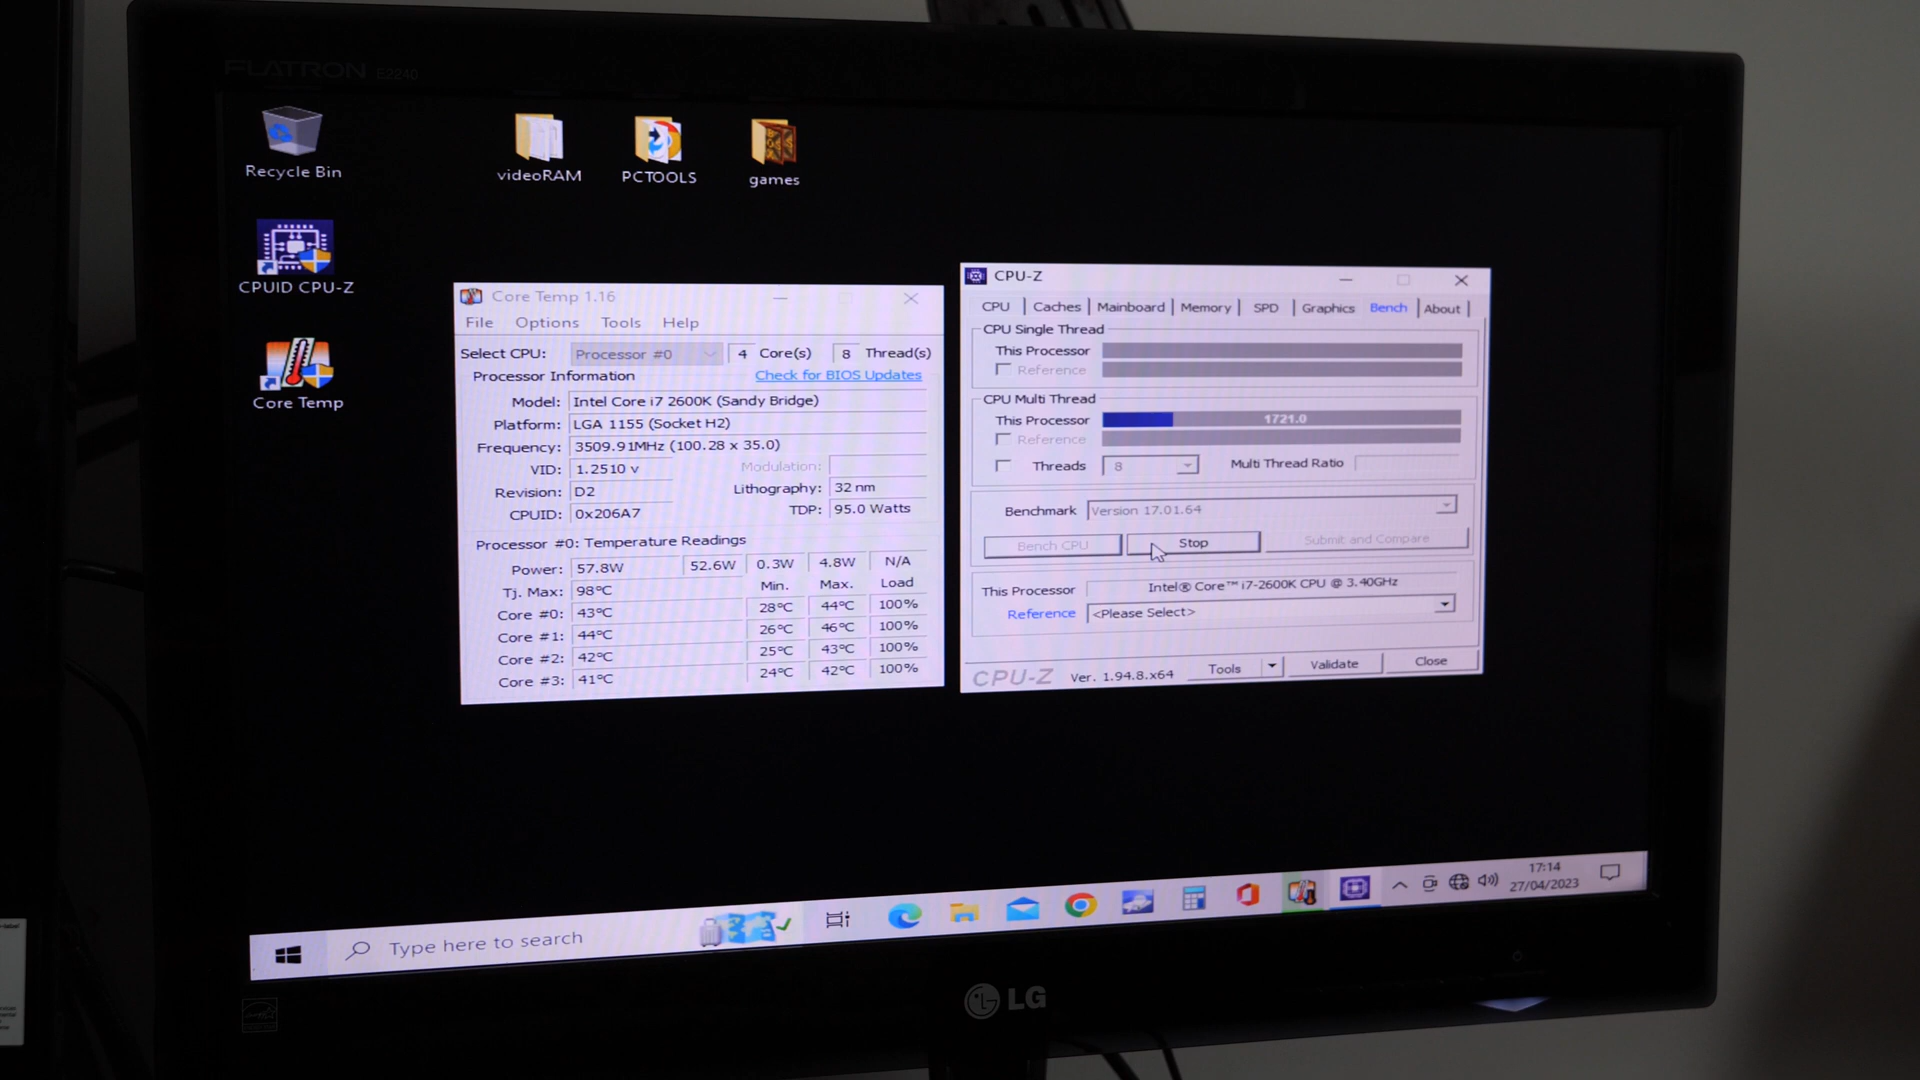 FLATRON E2240
Recycle Bin
videoRAM
PCTOOLS
games
CPUID CPU-Z
Core Temp
Core Temp 1.16
File Options Tools Help
Select CPU: Processor #0 4 Core(s) 8 Thread(s)
Processor Information Check for BIOS Updates
Model: Intel Core i7 2600K (Sandy Bridge)
Platform: LGA 1155 (Socket H2)
Frequency: 3509.91MHz (100.28 x 35.0)
VID: 1.2510 v Modulation:
Revision: D2 Lithography: 32 nm
CPUID: 0x206A7 TDP: 95.0 Watts
Processor #0: Temperature Readings
Power: 57.8W 52.6W 0.3W 4.8W N/A
Tj. Max: 98°C Min. Max. Load
Core #0: 43°C 28°C 44°C 100%
Core #1: 44°C 26°C 46°C 100%
Core #2: 42°C 25°C 43°C 100%
Core #3: 41°C 24°C 42°C 100%
CPU-Z
CPU Caches Mainboard Memory SPD Graphics Bench About
CPU Single Thread
This Processor
Reference
CPU Multi Thread
This Processor 1721.0
Reference
Threads 8 Multi Thread Ratio
Benchmark Version 17.01.64
Bench CPU Stop Submit and Compare
This Processor Intel® Core™ i7-2600K CPU @ 3.40GHz
Reference <Please Select>
CPU-Z Ver. 1.94.8.x64 Tools Validate Close
Type here to search
17:14
27/04/2023
LG